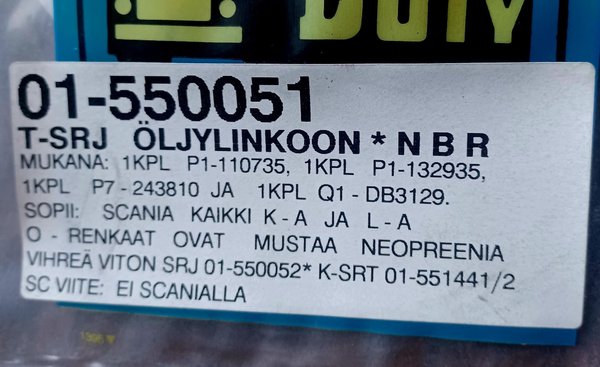 DUTY
01-550051
T-SRJ ÖLJYLINKOON * N B R
MUKANA: 1KPL P1-110735, 1KPL P1-132935,
1KPL P7 - 243810 JA 1KPL Q1 - DB3129.
SOPII: SCANIA KAIKKI K - A JA L - A
O - RENKAAT OVAT MUSTAA NEOPREENIA
VIHREÄ VITON SRJ 01-550052* K-SRT 01-551441/2
SC VIITE: EI SCANIALLA